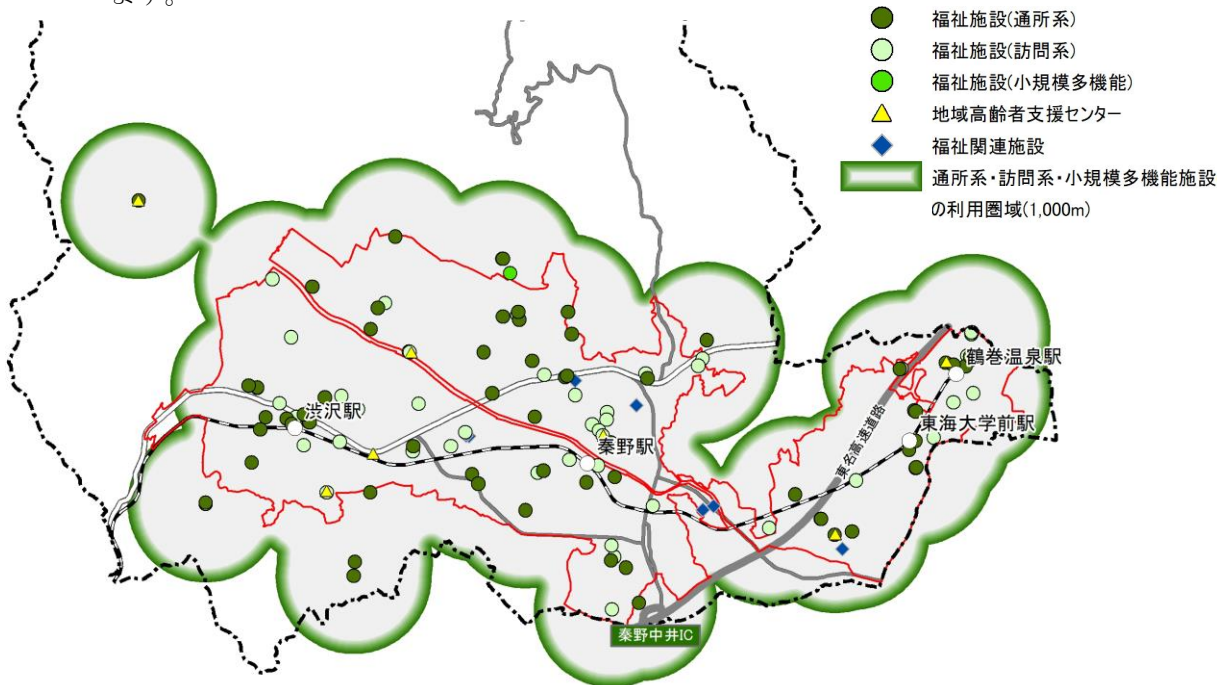 ます。
福祉施設(通所系)
福祉施設(訪問系)
福祉施設(小規模多機能)
地域高齢者支援センター
福祉関連施設
通所系・訪問系・小規模多機能施設
の利用圏域(1,000m)
鶴巻温泉駅
渋沢駅
東海大学前駅
秦野駅
東名高速道路
秦野中井IC